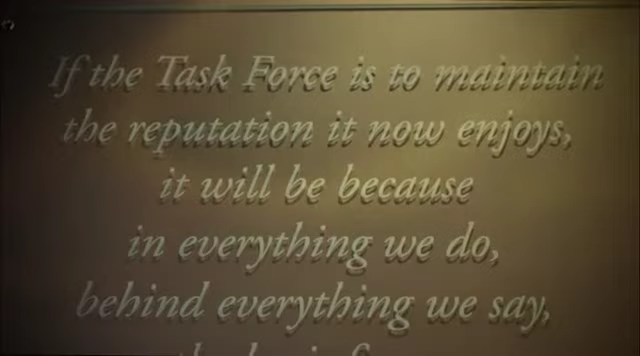 If the Task Force is to maintain
the reputation it now enjoys,
it will be because
in everything we do,
behind everything we say,